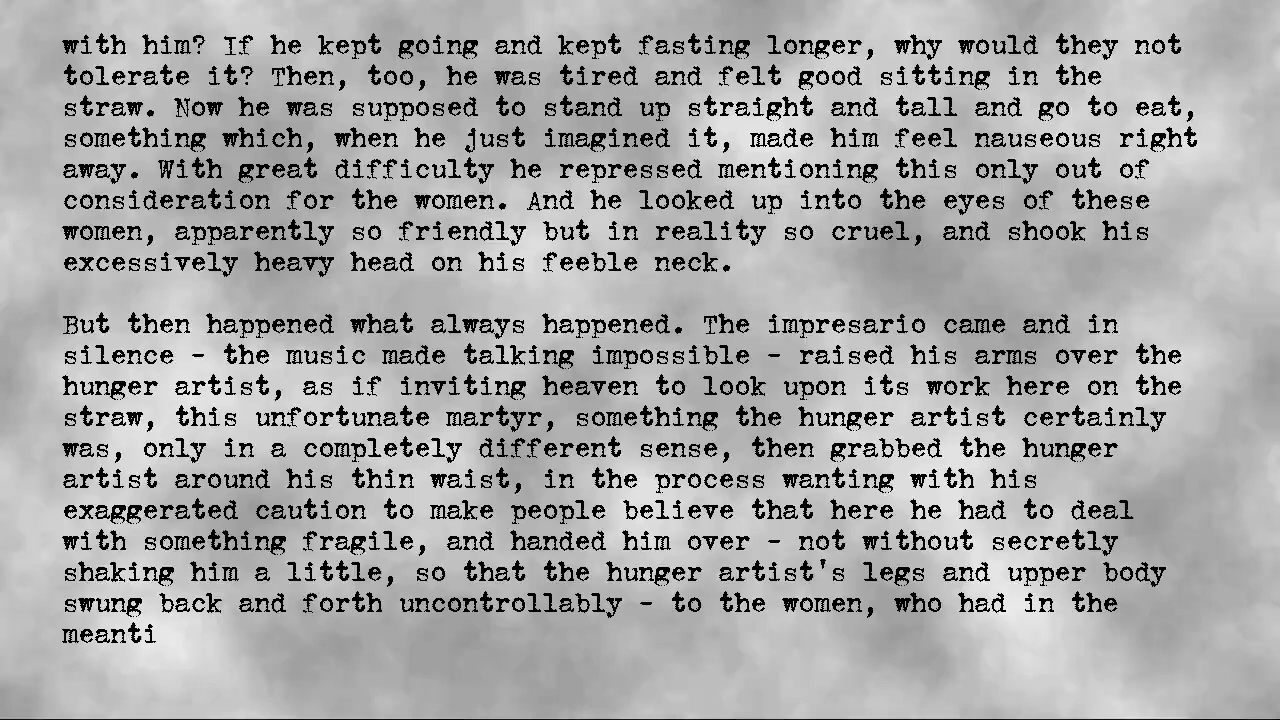 with him? If he kept going and kept fasting longer, why would they not
tolerate it? Then, too, he was tired and felt good sitting in the
straw. Now he was supposed to stand up straight and tall and go to eat,
something which, when he just imagined it, made him feel nauseous right
away. With great difficulty he repressed mentioning this only out of
consideration for the women. And he looked up into the eyes of these
women, apparently so friendly but in reality so cruel, and shook his
excessively heavy head on his feeble neck.

But then happened what always happened. The impresario came and in
silence - the music made talking impossible - raised his arms over the
hunger artist, as if inviting heaven to look upon its work here on the
straw, this unfortunate martyr, something the hunger artist certainly
was, only in a completely different sense, then grabbed the hunger
artist around his thin waist, in the process wanting with his
exaggerated caution to make people believe that here he had to deal
with something fragile, and handed him over - not without secretly
shaking him a little, so that the hunger artist's legs and upper body
swung back and forth uncontrollably - to the women, who had in the
meanti